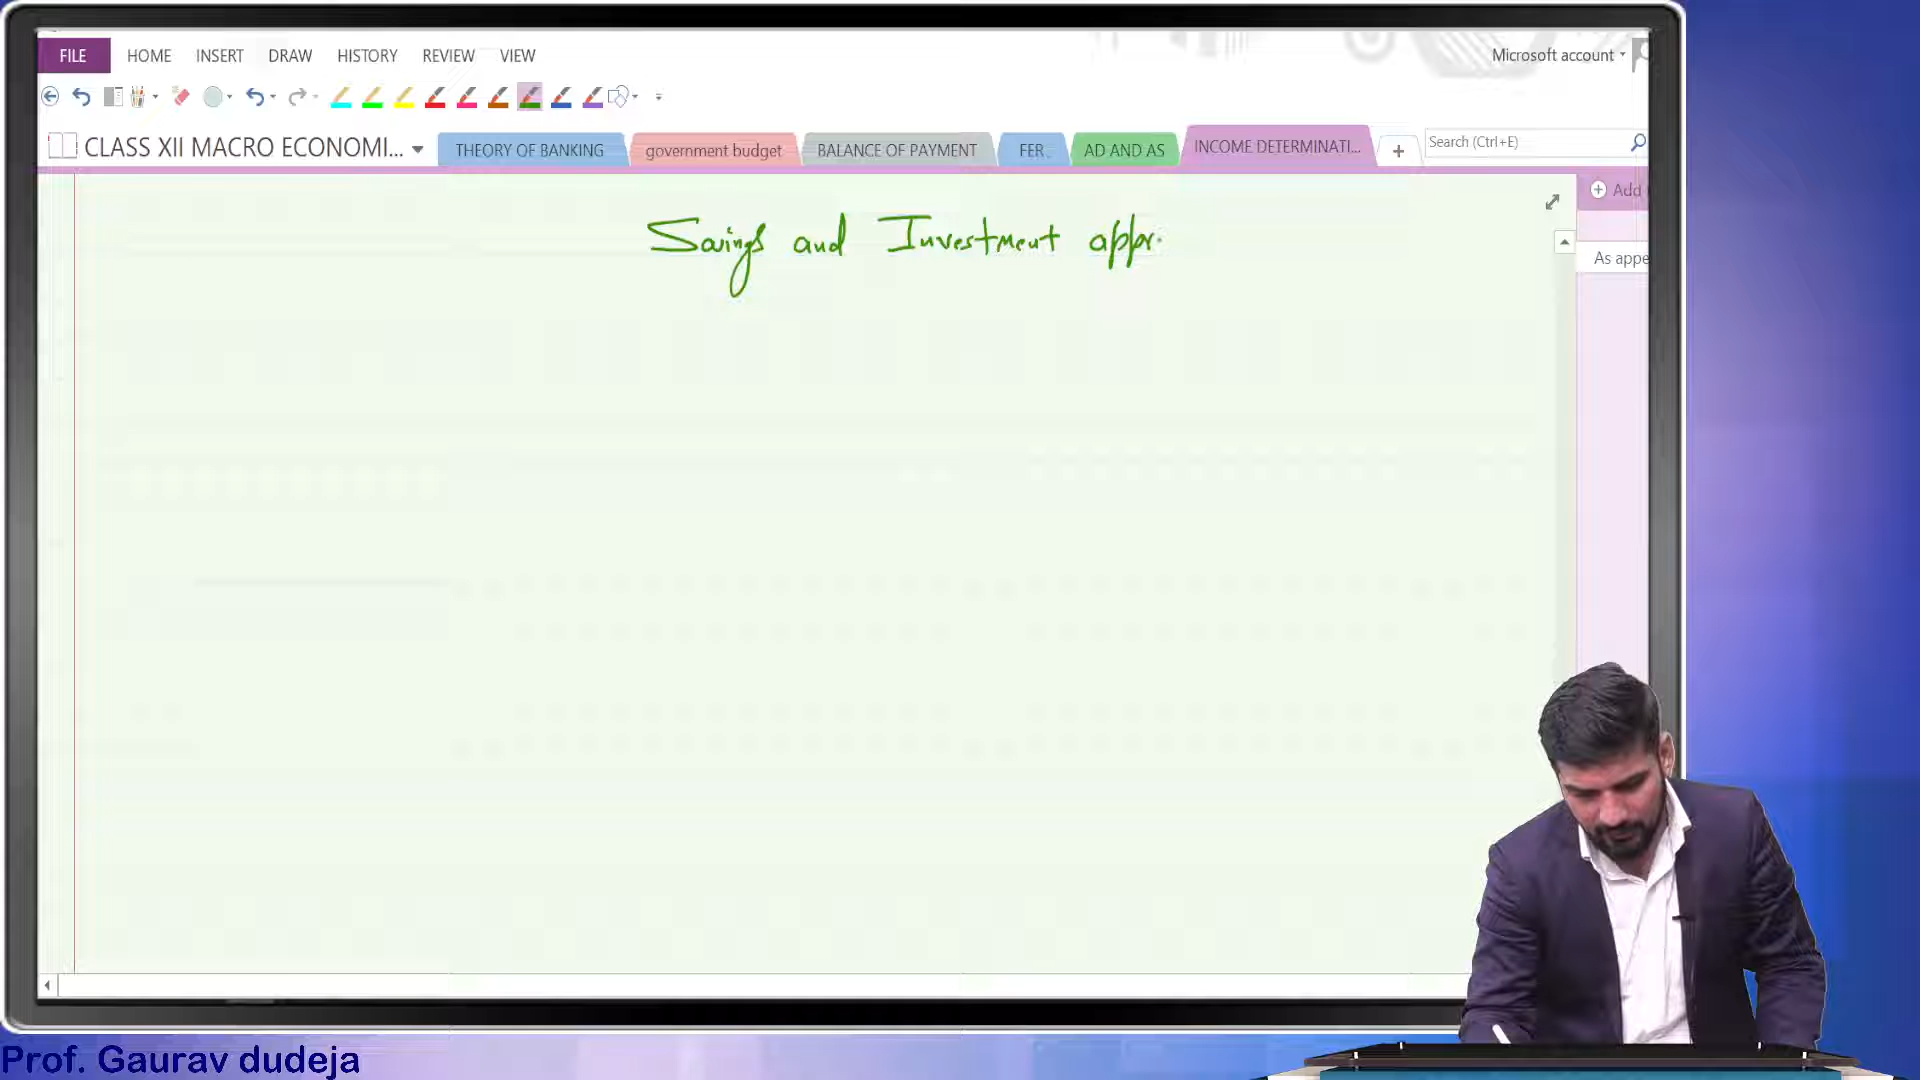 FILE HOME INSERT DRAW HISTORY REVIEW VIEW Microsoft account
CLASS XII MACRO ECONOMI... THEORY OF BANKING government budget BALANCE OF PAYMENT FER AD AND AS INCOME DETERMINATI... + Search (Ctrl+E)
Add
As appe
Savings and Investment appr
Prof. Gaurav dudeja